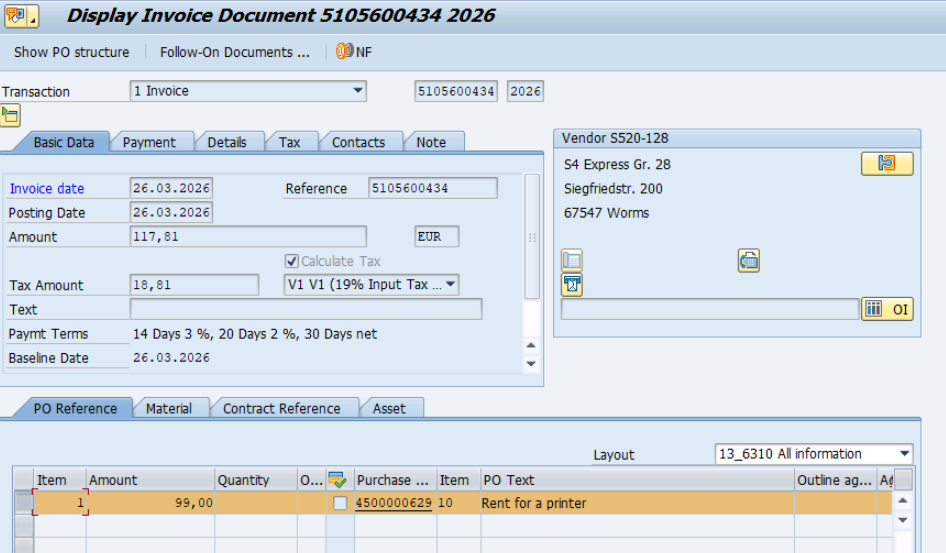 Display Invoice Document 5105600434 2026
Show PO structure Follow-On Documents ... NF
Transaction 1 Invoice 5105600434 2026
Basic Data Payment Details Tax Contacts Note
Vendor S520-128
S4 Express Gr. 28
Siegfriedstr. 200
67547 Worms
OI
Invoice date 26.03.2026 Reference 5105600434
Posting Date 26.03.2026
Amount 117,81 EUR
Calculate Tax
Tax Amount 18,81 V1 V1 (19% Input Tax ...
Text
Paymt Terms 14 Days 3 %, 20 Days 2 %, 30 Days net
Baseline Date 26.03.2026
PO Reference Material Contract Reference Asset
Layout 13_6310 All information
Item Amount Quantity O... Purchase ... Item PO Text Outline ag...
1 99,00 4500000629 10 Rent for a printer